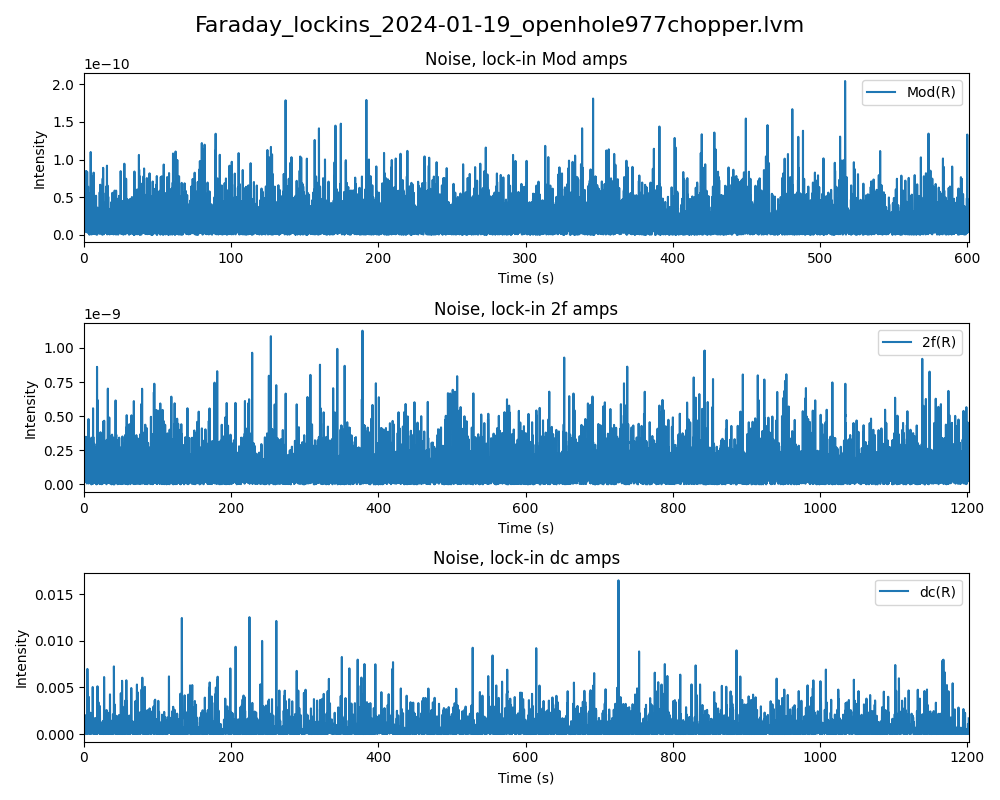 Faraday_lockins_2024-01-19_openhole977chopper.lvm
Noise, lock-in Mod amps
1e−10
Mod(R)
2.0
1.5
1.0
0.5
0.0
Intensity
0 100 200 300 400 500 600
Time (s)
Noise, lock-in 2f amps
1e−9
2f(R)
1.00
0.75
0.50
0.25
0.00
Intensity
0 200 400 600 800 1000 1200
Time (s)
Noise, lock-in dc amps
dc(R)
0.015
0.010
0.005
0.000
Intensity
0 200 400 600 800 1000 1200
Time (s)